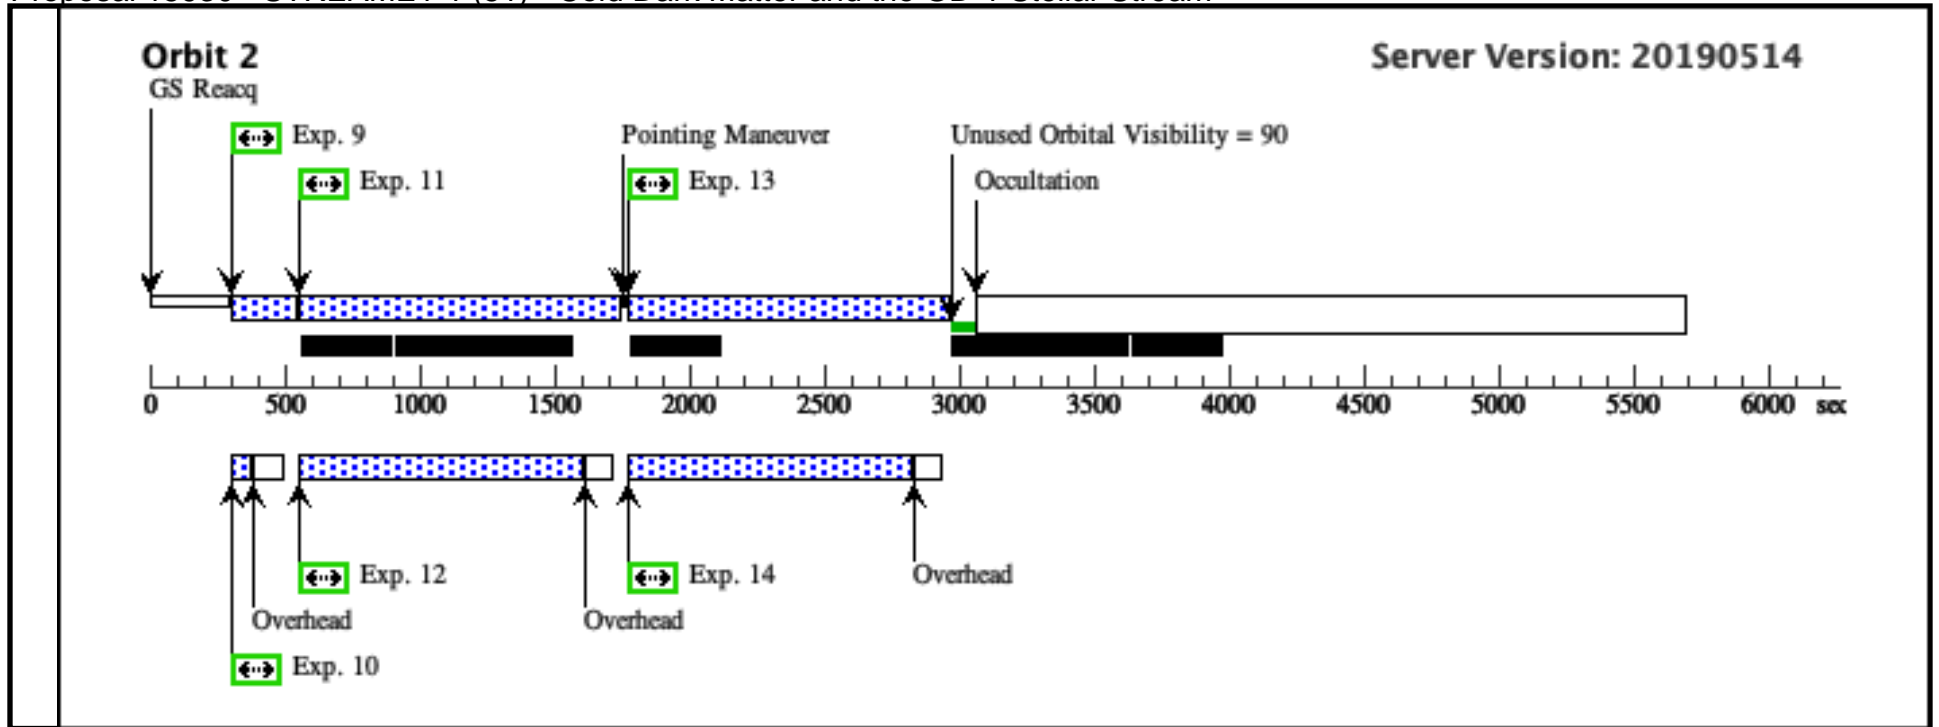 Orbit 2
Server Version: 20190514
GS Reacq
Exp. 9
Pointing Maneuver
Unused Orbital Visibility = 90
Exp. 11
Exp. 13
Occultation
0 500 1000 1500 2000 2500 3000 3500 4000 4500 5000 5500 6000 sec
Exp. 12
Exp. 14
Overhead
Overhead
Overhead
Exp. 10